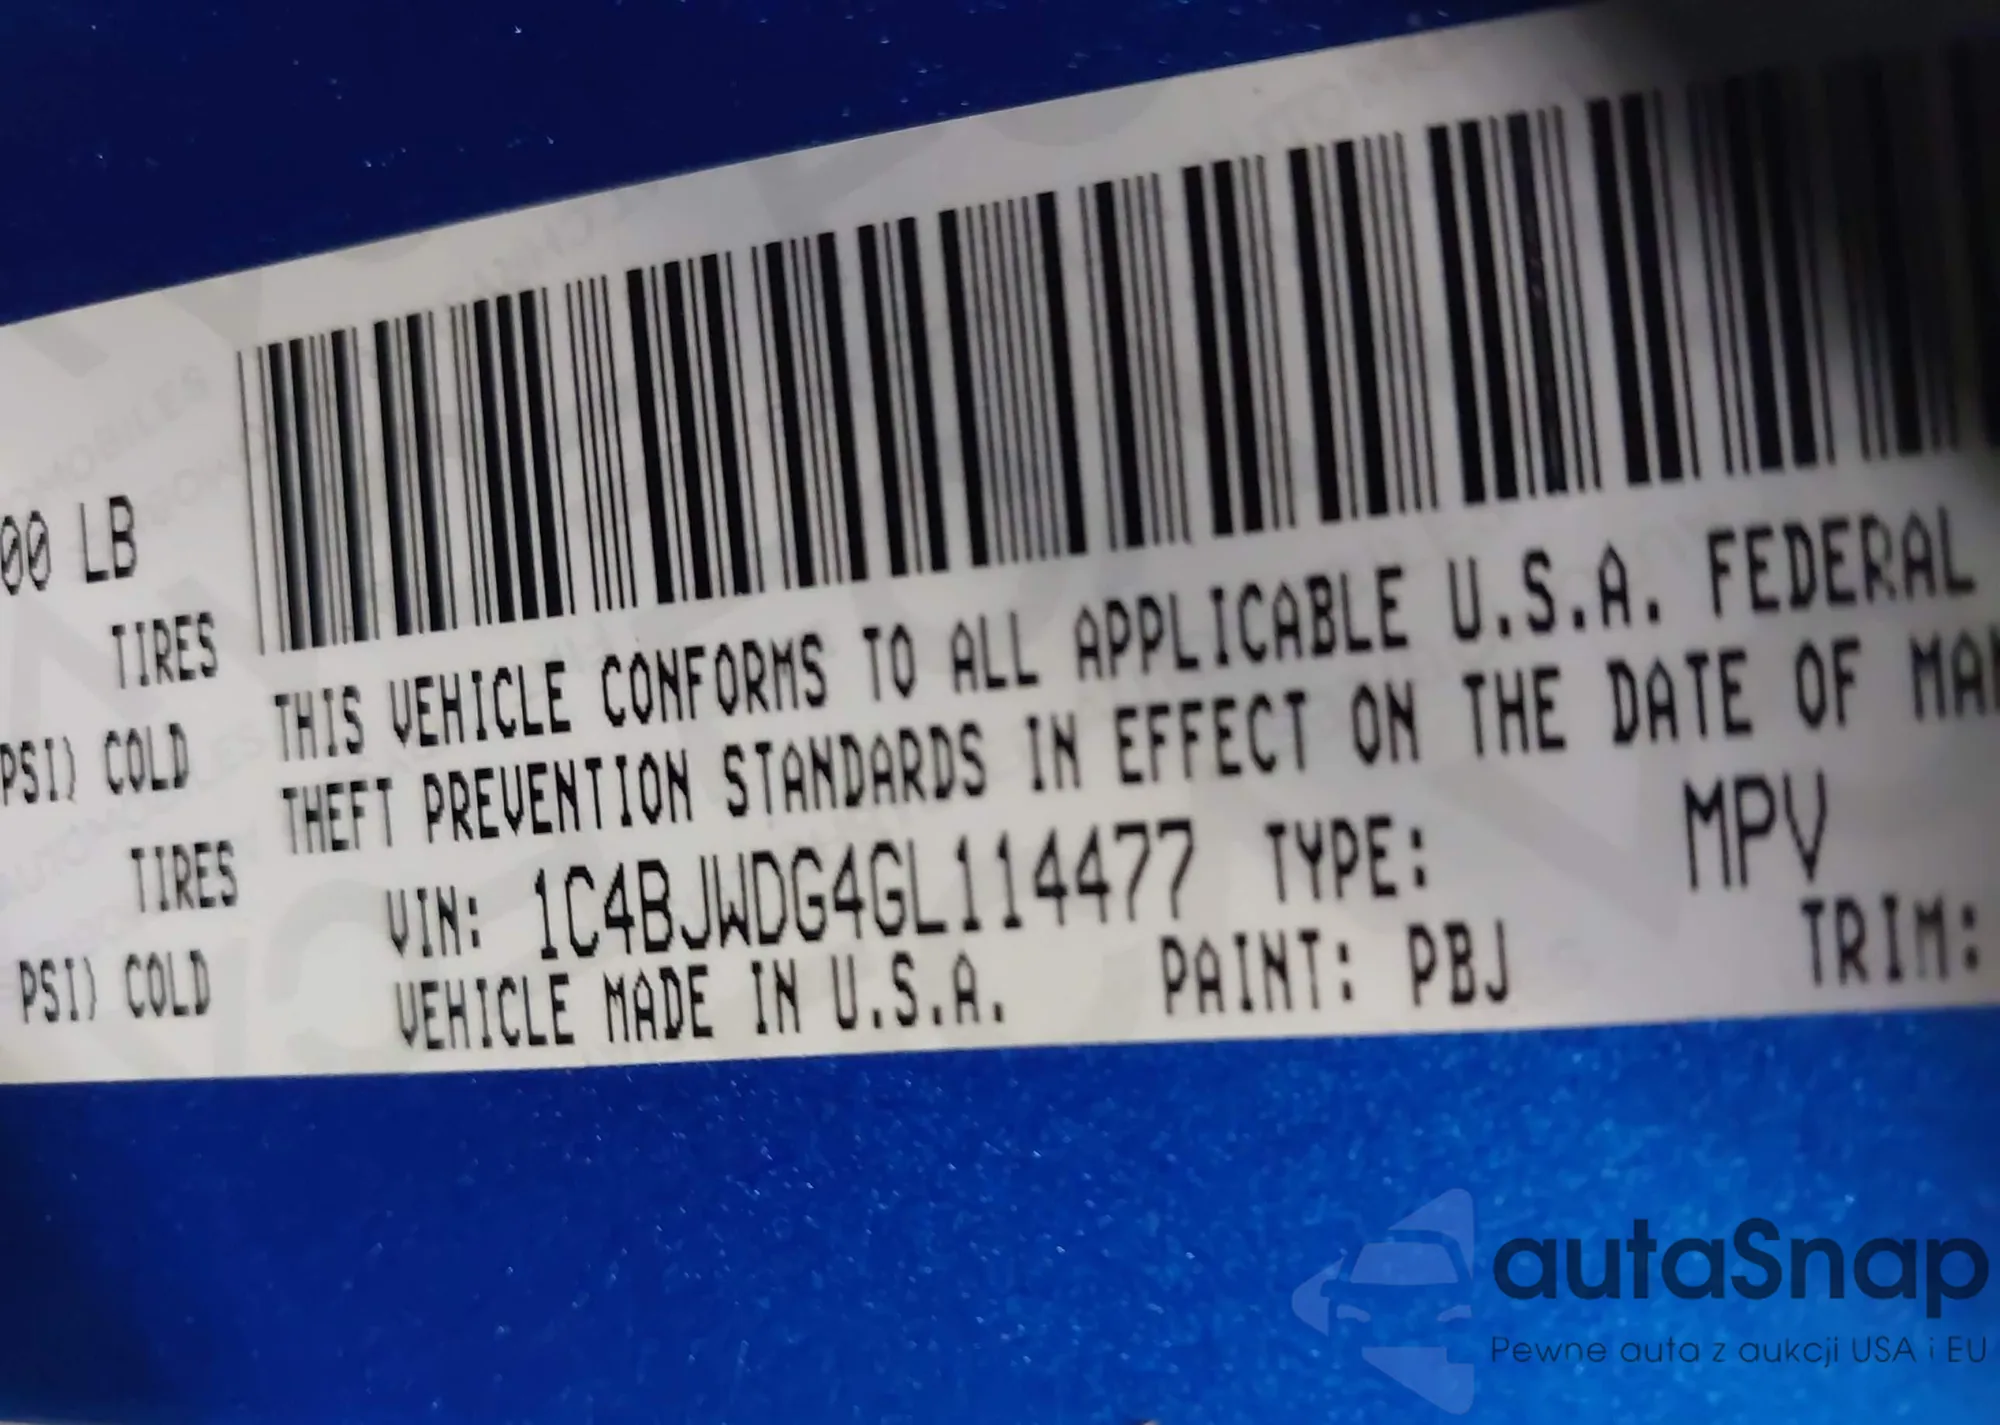 00 LB
TIRES
PSI) COLD
TIRES
PSI) COLD
THIS VEHICLE CONFORMS TO ALL APPLICABLE U.S.A. FEDERAL
THEFT PREVENTION STANDARDS IN EFFECT ON THE DATE OF MAN
VIN: 1C4BJWDG4GL114477 TYPE: MPV
VEHICLE MADE IN U.S.A. PAINT: PBJ TRIM:
autaSnap
Pewne auta z aukcji USA i EU